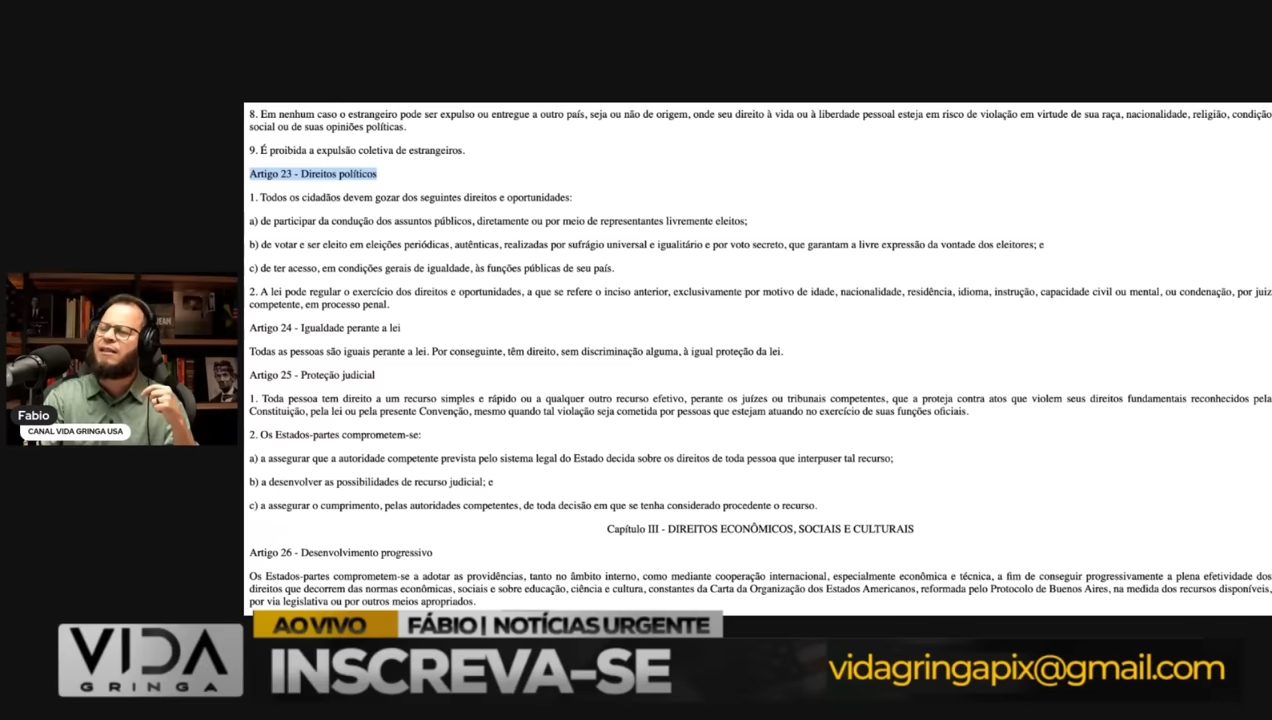 8. Em nenhum caso o estrangeiro pode ser expulso ou entregue a outro país, seja ou não de origem, onde seu direito à vida ou à liberdade pessoal esteja em risco de violação em virtude de sua raça, nacionalidade, religião, condição
social ou de suas opiniões políticas.
9. É proibida a expulsão coletiva de estrangeiros.
Artigo 23 - Direitos políticos
1. Todos os cidadãos devem gozar dos seguintes direitos e oportunidades:
a) de participar da condução dos assuntos públicos, diretamente ou por meio de representantes livremente eleitos;
b) de votar e ser eleito em eleições periódicas, autênticas, realizadas por sufrágio universal e igualitário e por voto secreto, que garantam a livre expressão da vontade dos eleitores; e
c) de ter acesso, em condições gerais de igualdade, às funções públicas de seu país.
2. A lei pode regular o exercício dos direitos e oportunidades, a que se refere o inciso anterior, exclusivamente por motivo de idade, nacionalidade, residência, idioma, instrução, capacidade civil ou mental, ou condenação, por juiz
competente, em processo penal.
Artigo 24 - Igualdade perante a lei
Todas as pessoas são iguais perante a lei. Por conseguinte, têm direito, sem discriminação alguma, à igual proteção da lei.
Artigo 25 - Proteção judicial
1. Toda pessoa tem direito a um recurso simples e rápido ou a qualquer outro recurso efetivo, perante os juízes ou tribunais competentes, que a proteja contra atos que violem seus direitos fundamentais reconhecidos pela
Constituição, pela lei ou pela presente Convenção, mesmo quando tal violação seja cometida por pessoas que estejam atuando no exercício de suas funções oficiais.
2. Os Estados-partes comprometem-se:
a) a assegurar que a autoridade competente prevista pelo sistema legal do Estado decida sobre os direitos de toda pessoa que interpuser tal recurso;
b) a desenvolver as possibilidades de recurso judicial; e
c) a assegurar o cumprimento, pelas autoridades competentes, de toda decisão em que se tenha considerado procedente o recurso.
Capítulo III - DIREITOS ECONÔMICOS, SOCIAIS E CULTURAIS
Artigo 26 - Desenvolvimento progressivo
Os Estados-partes comprometem-se a adotar as providências, tanto no âmbito interno, como mediante cooperação internacional, especialmente econômica e técnica, a fim de conseguir progressivamente a plena efetividade dos
direitos que decorrem das normas econômicas, sociais e sobre educação, ciência e cultura, constantes da Carta da Organização dos Estados Americanos, reformada pelo Protocolo de Buenos Aires, na medida dos recursos disponíveis,
por via legislativa ou por outros meios apropriados.
Fabio
CANAL VIDA GRINGA USA
AO VIVO FÁBIO | NOTÍCIAS URGENTE
VIDA
GRINGA
INSCREVA-SE
vidagringapix@gmail.com